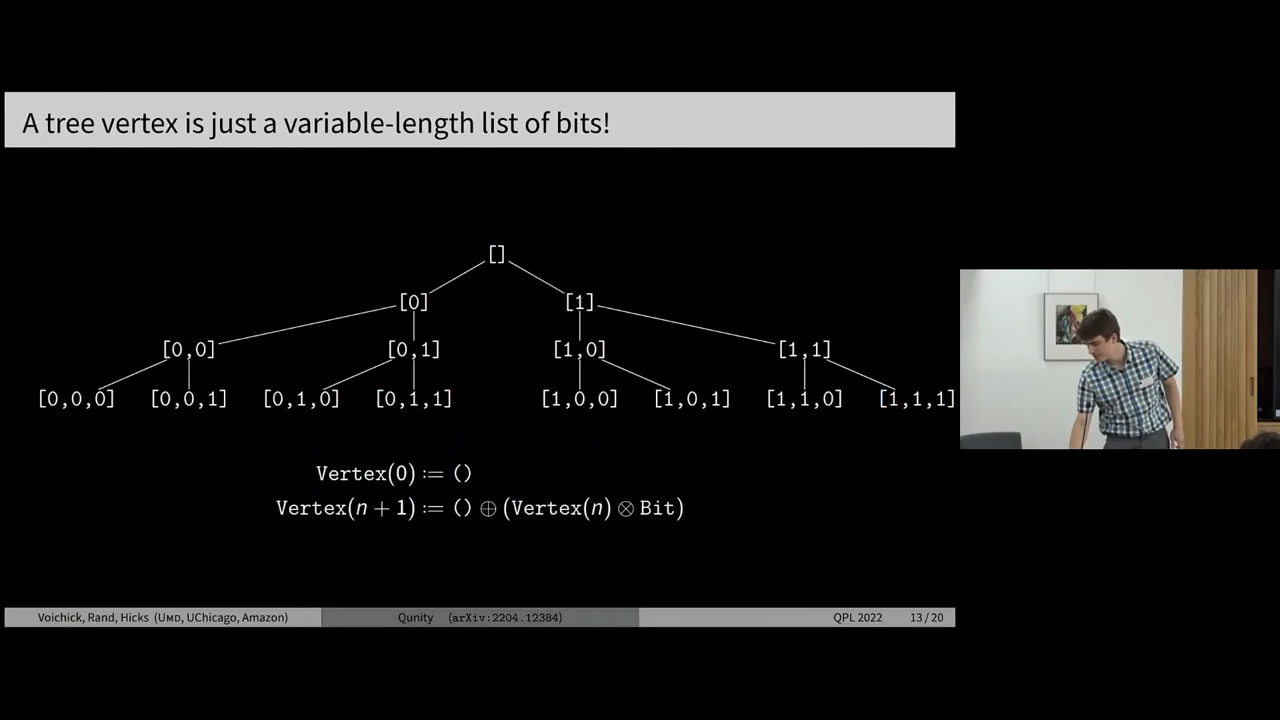 A tree vertex is just a variable-length list of bits!
[]
[0] [1]
[0,0] [0,1] [1,0] [1,1]
[0,0,0] [0,0,1] [0,1,0] [0,1,1] [1,0,0] [1,0,1] [1,1,0] [1,1,1]
Vertex(0) := ()
Vertex(n + 1) := () ⊕ (Vertex(n) ⊗ Bit)
Voichick, Rand, Hicks (UMD, UChicago, Amazon) Qunity (arXiv:2204.12384) QPL 2022 13 / 20